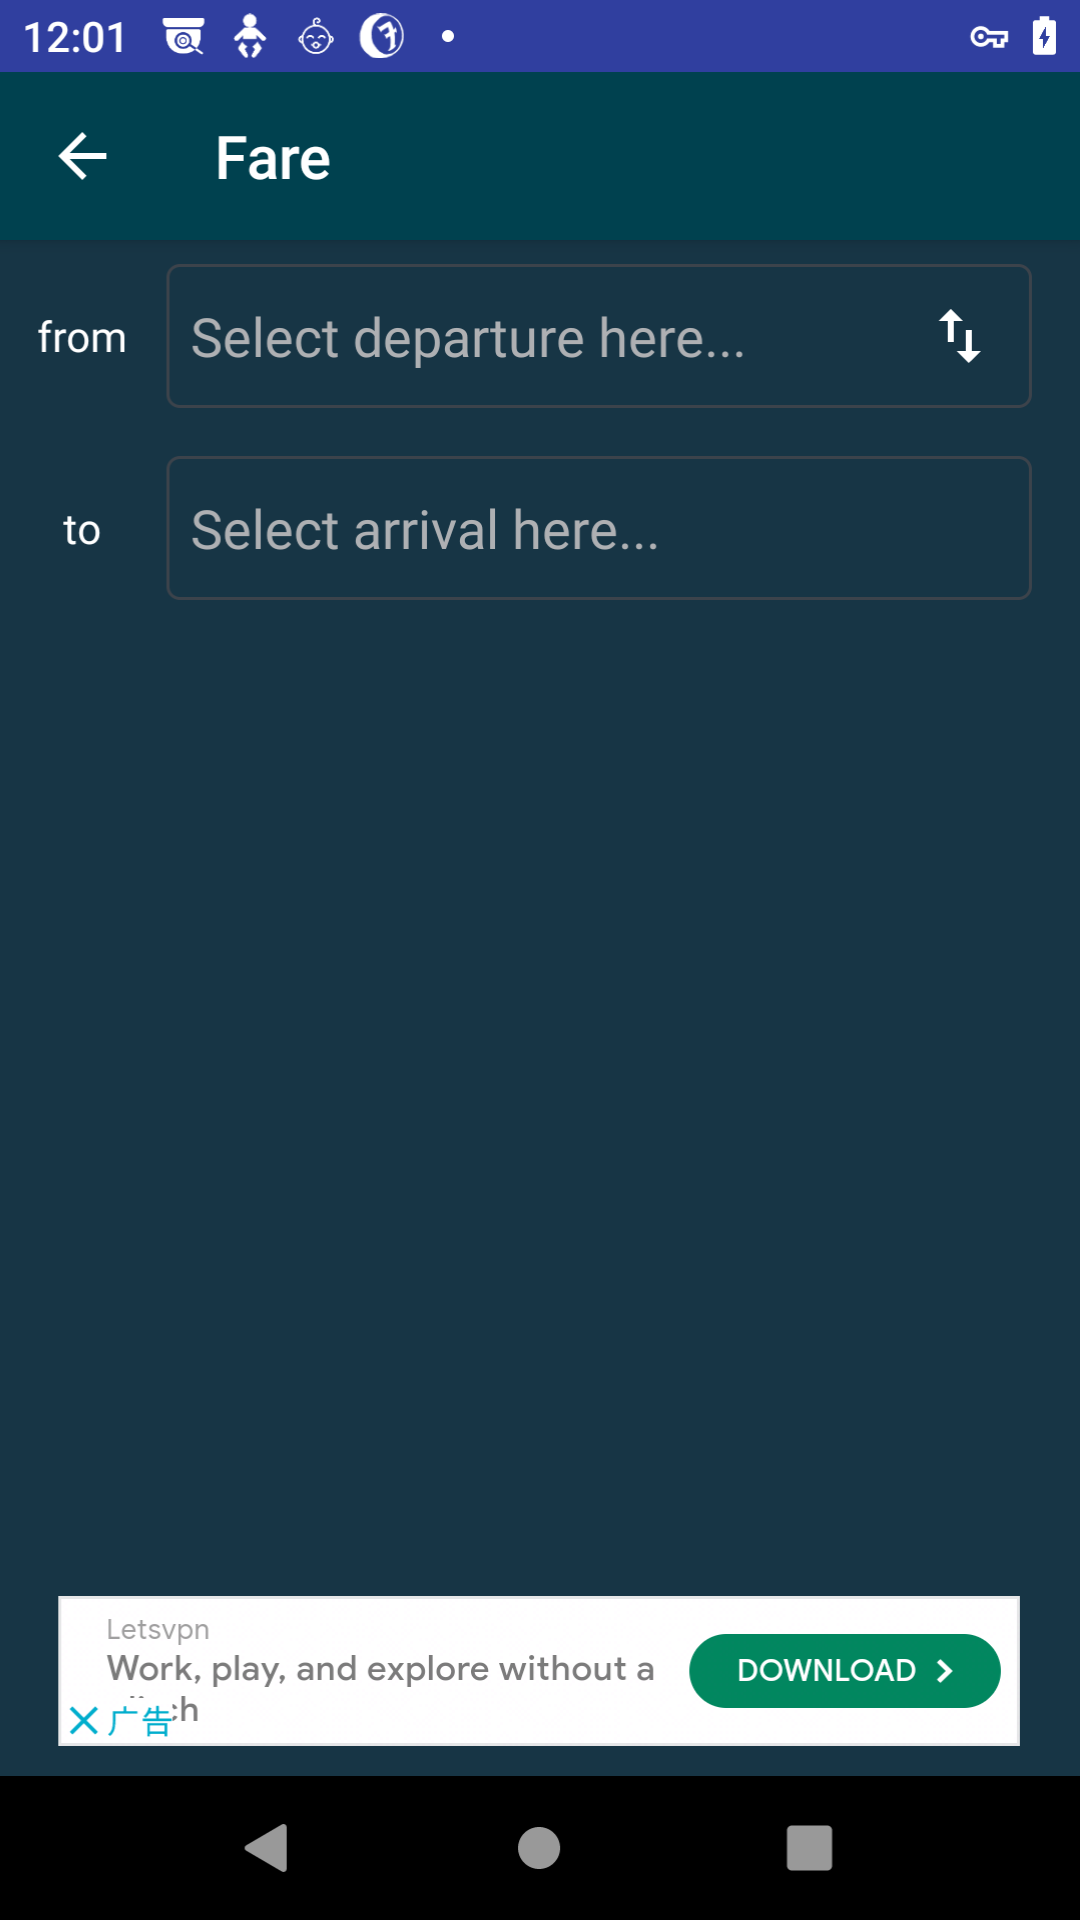 12:01
Fare
from
Select departure here...
to
Select arrival here...
Letsvpn
Work, play, and explore without a
DOWNLOAD
广告